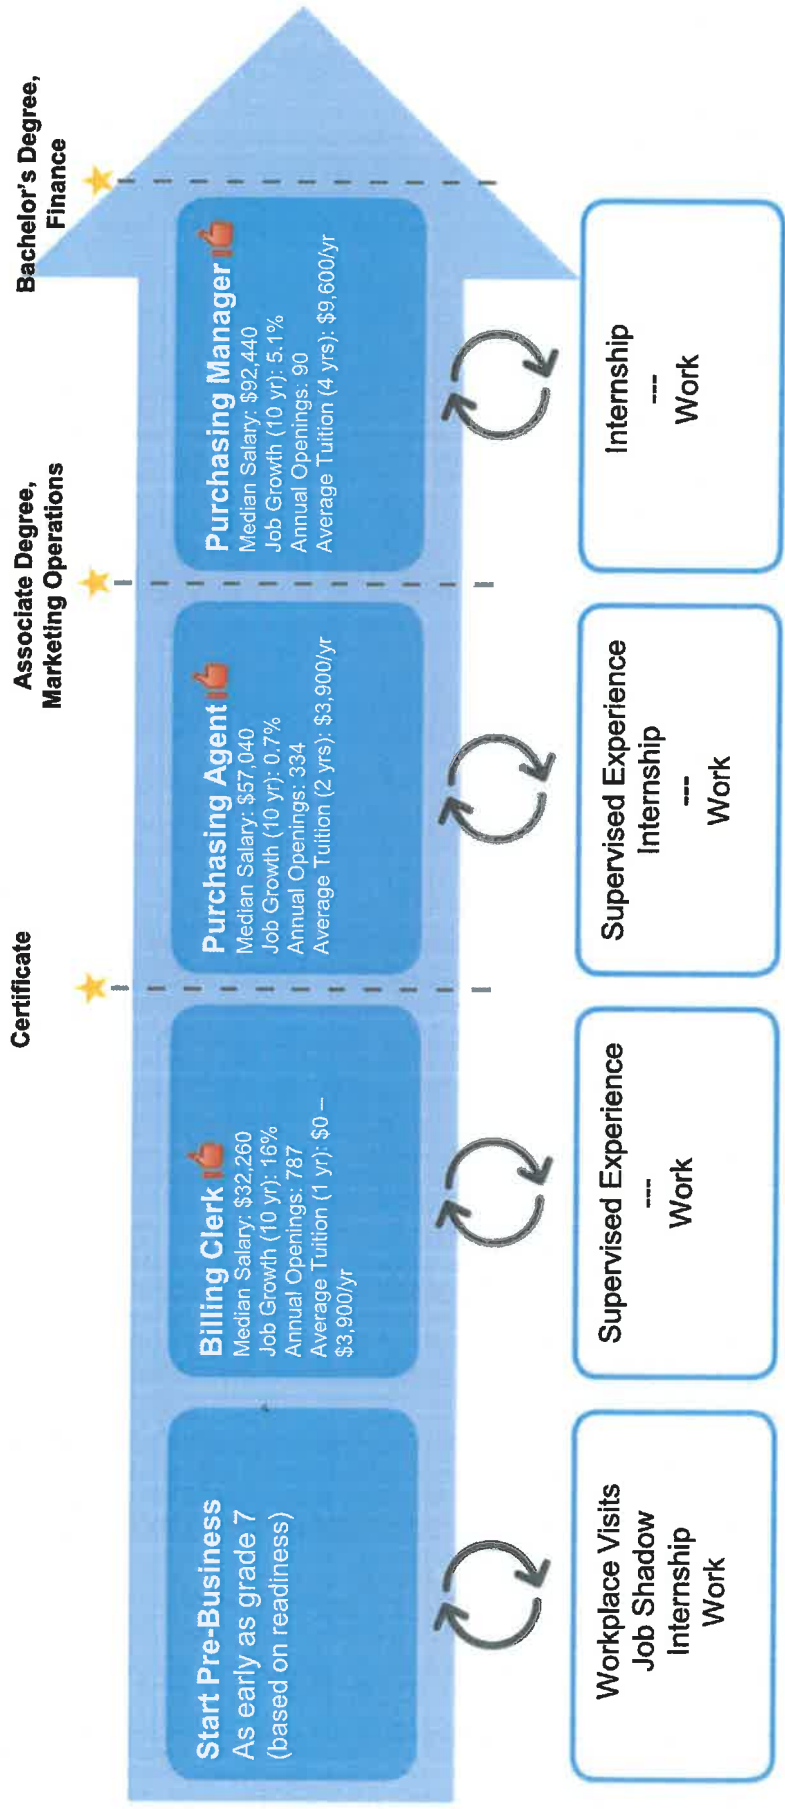 Certificate
Associate Degree,
Marketing Operations
Bachelor's Degree,
Finance
Start Pre-Business
As early as grade 7
(based on readiness)
Billing Clerk
Median Salary: $32,260
Job Growth (10 yr): 16%
Annual Openings: 787
Average Tuition (1 yr): $0 –
$3,900/yr
Purchasing Agent
Median Salary: $57,040
Job Growth (10 yr): 0.7%
Annual Openings: 334
Average Tuition (2 yrs): $3,900/yr
Purchasing Manager
Median Salary: $92,440
Job Growth (10 yr): 5.1%
Annual Openings: 90
Average Tuition (4 yrs): $9,600/yr
Workplace Visits
Job Shadow
Internship
Work
Supervised Experience
---
Work
Supervised Experience
Internship
---
Work
Internship
---
Work